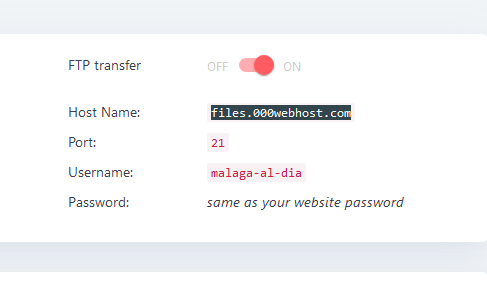 FTP transfer OFF ON
Host Name: files.000webhost.com
Port: 21
Username: malaga-al-dia
Password: same as your website password